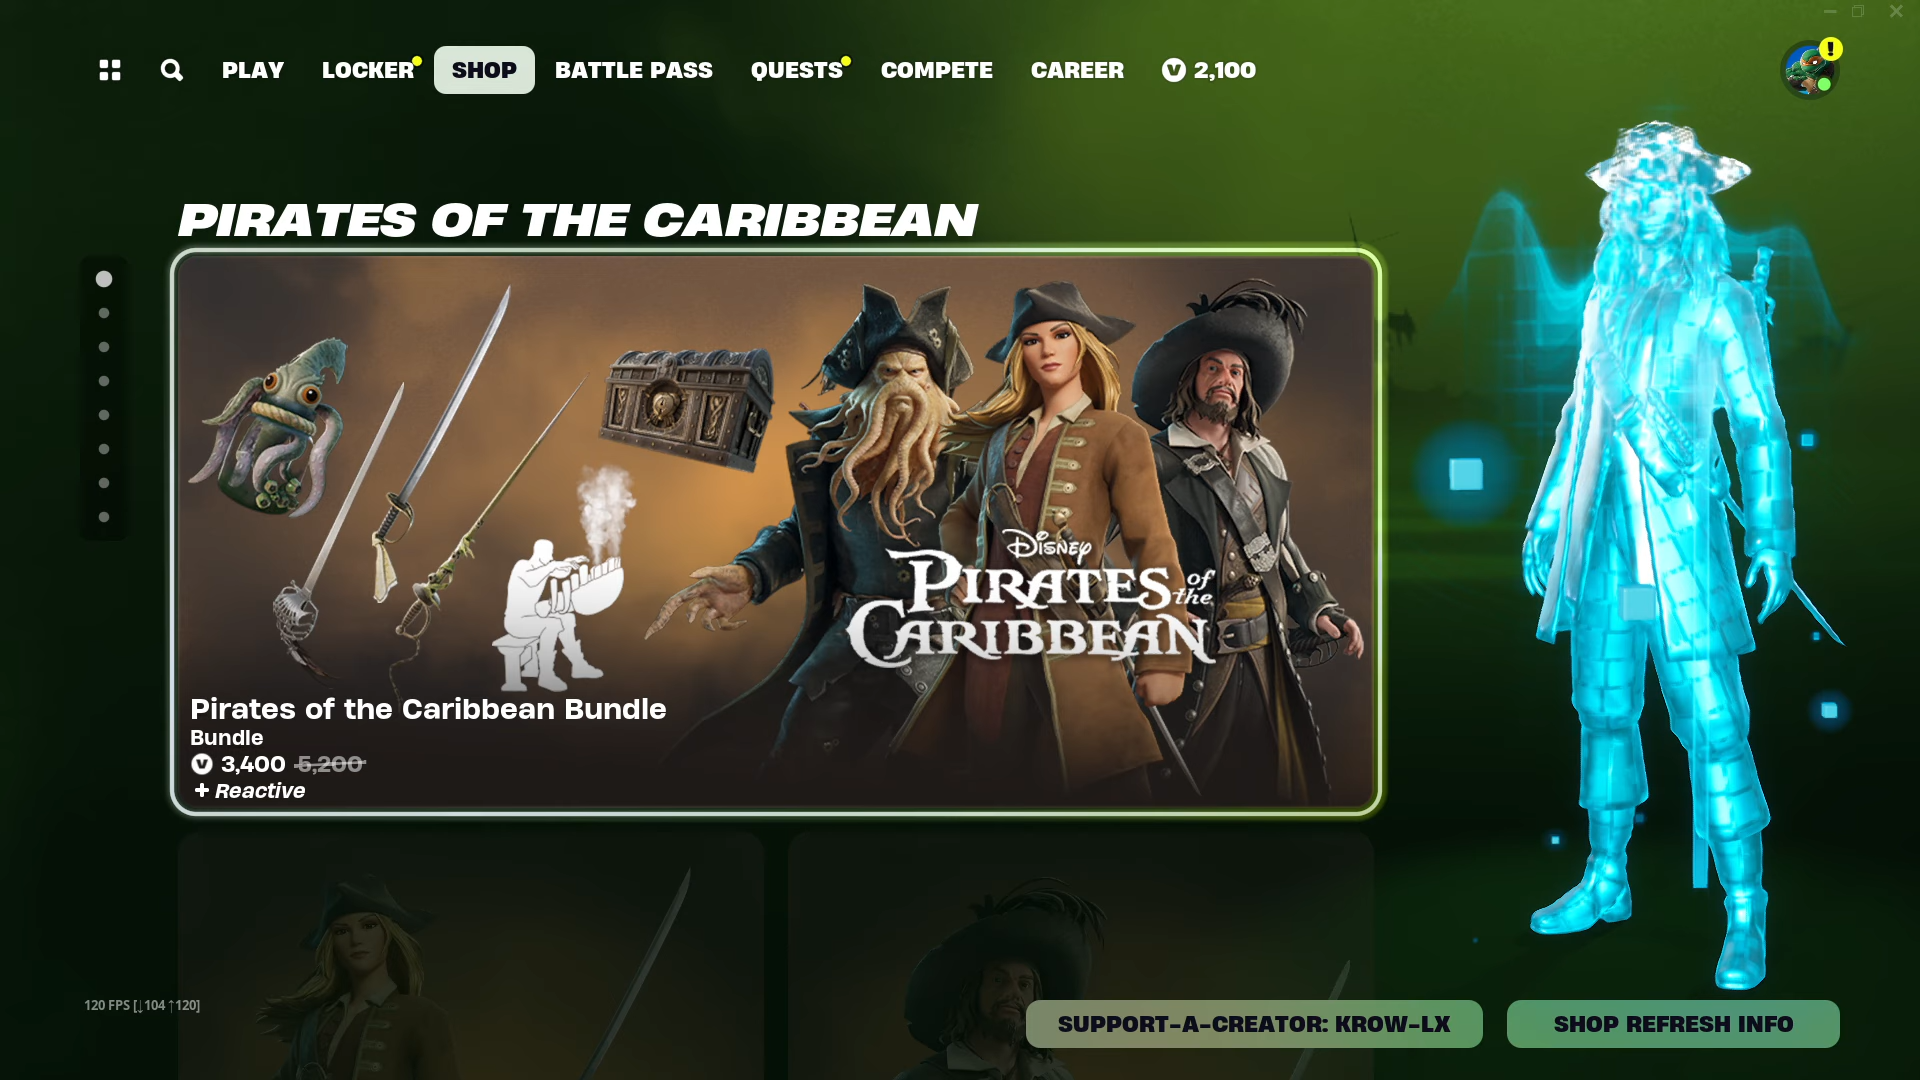 PLAY
LOCKER
SHOP
BATTLE PASS
QUESTS
COMPETE
CAREER
2,100
PIRATES OF THE CARIBBEAN
Disney
PIRATES of the
CARIBBEAN
Pirates of the Caribbean Bundle
Bundle
3,400 5,200
+ Reactive
120 FPS [↓104 ↑120]
SUPPORT-A-CREATOR: KROW-LX
SHOP REFRESH INFO